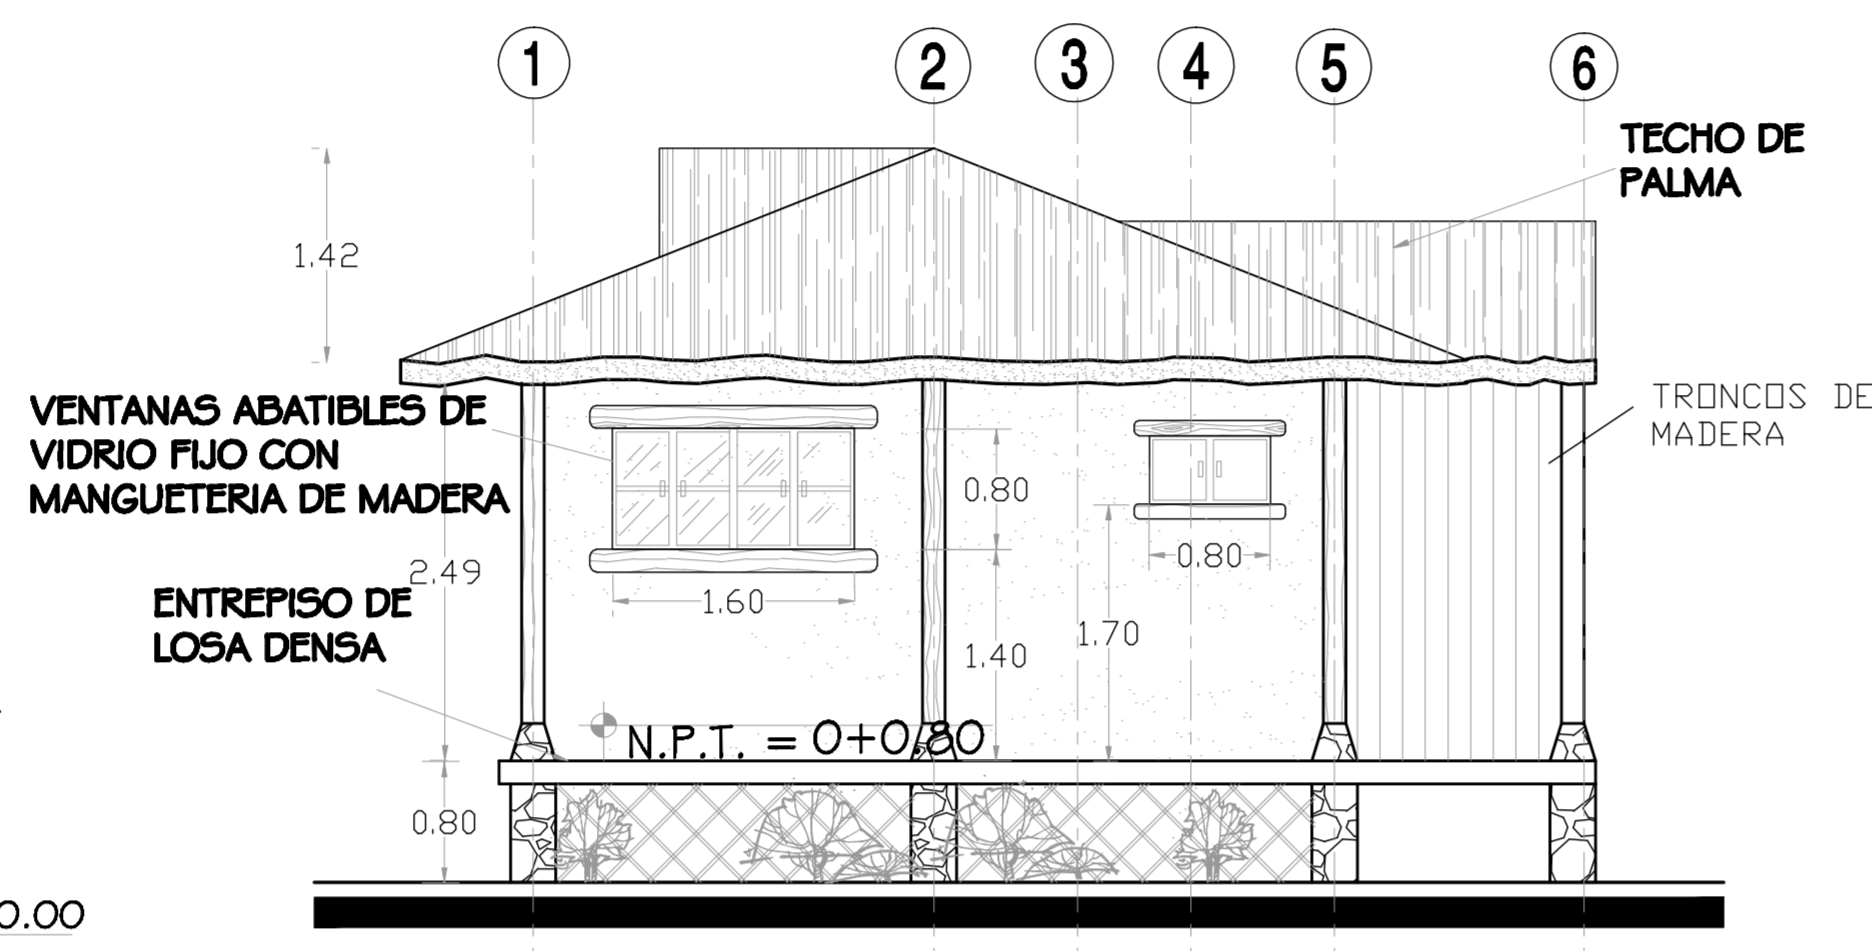 1 2 3 4 5 6
TECHO DE
PALMA
1.42
VENTANAS ABATIBLES DE
VIDRIO FIJO CON
MANGUETERIA DE MADERA
TRONCOS DE
MADERA
0.80
0.80
2.49
1.60
ENTREPISO DE
LOSA DENSA
1.70
1.40
N.P.T. = 0+0.80
0.80
0.00